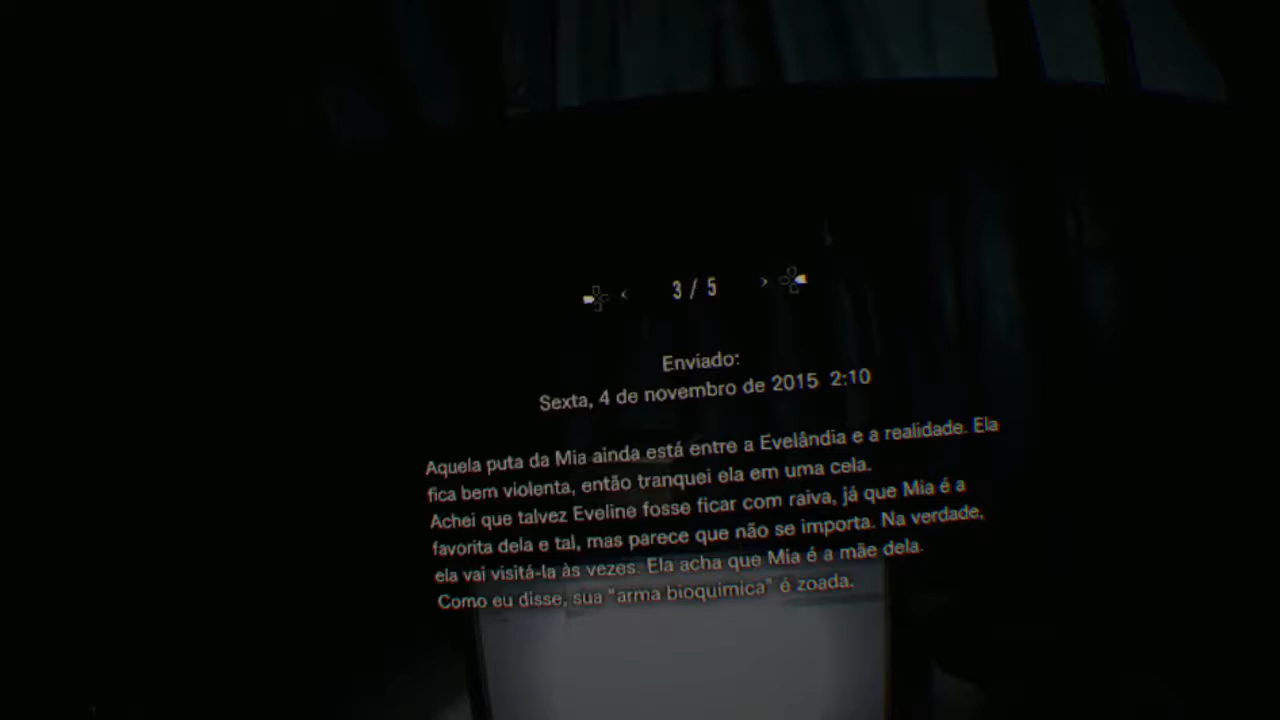 < 3 / 5 >
Enviado:
Sexta, 4 de novembro de 2015 2:10
Aquela puta da Mia ainda está entre a Evelândia e a realidade. Ela
fica bem violenta, então tranquei ela em uma cela.
Achei que talvez Eveline fosse ficar com raiva, já que Mia é a
favorita dela e tal, mas parece que não se importa. Na verdade,
ela vai visitá-la às vezes. Ela acha que Mia é a mãe dela.
Como eu disse, sua "arma bioquímica" é zoada.